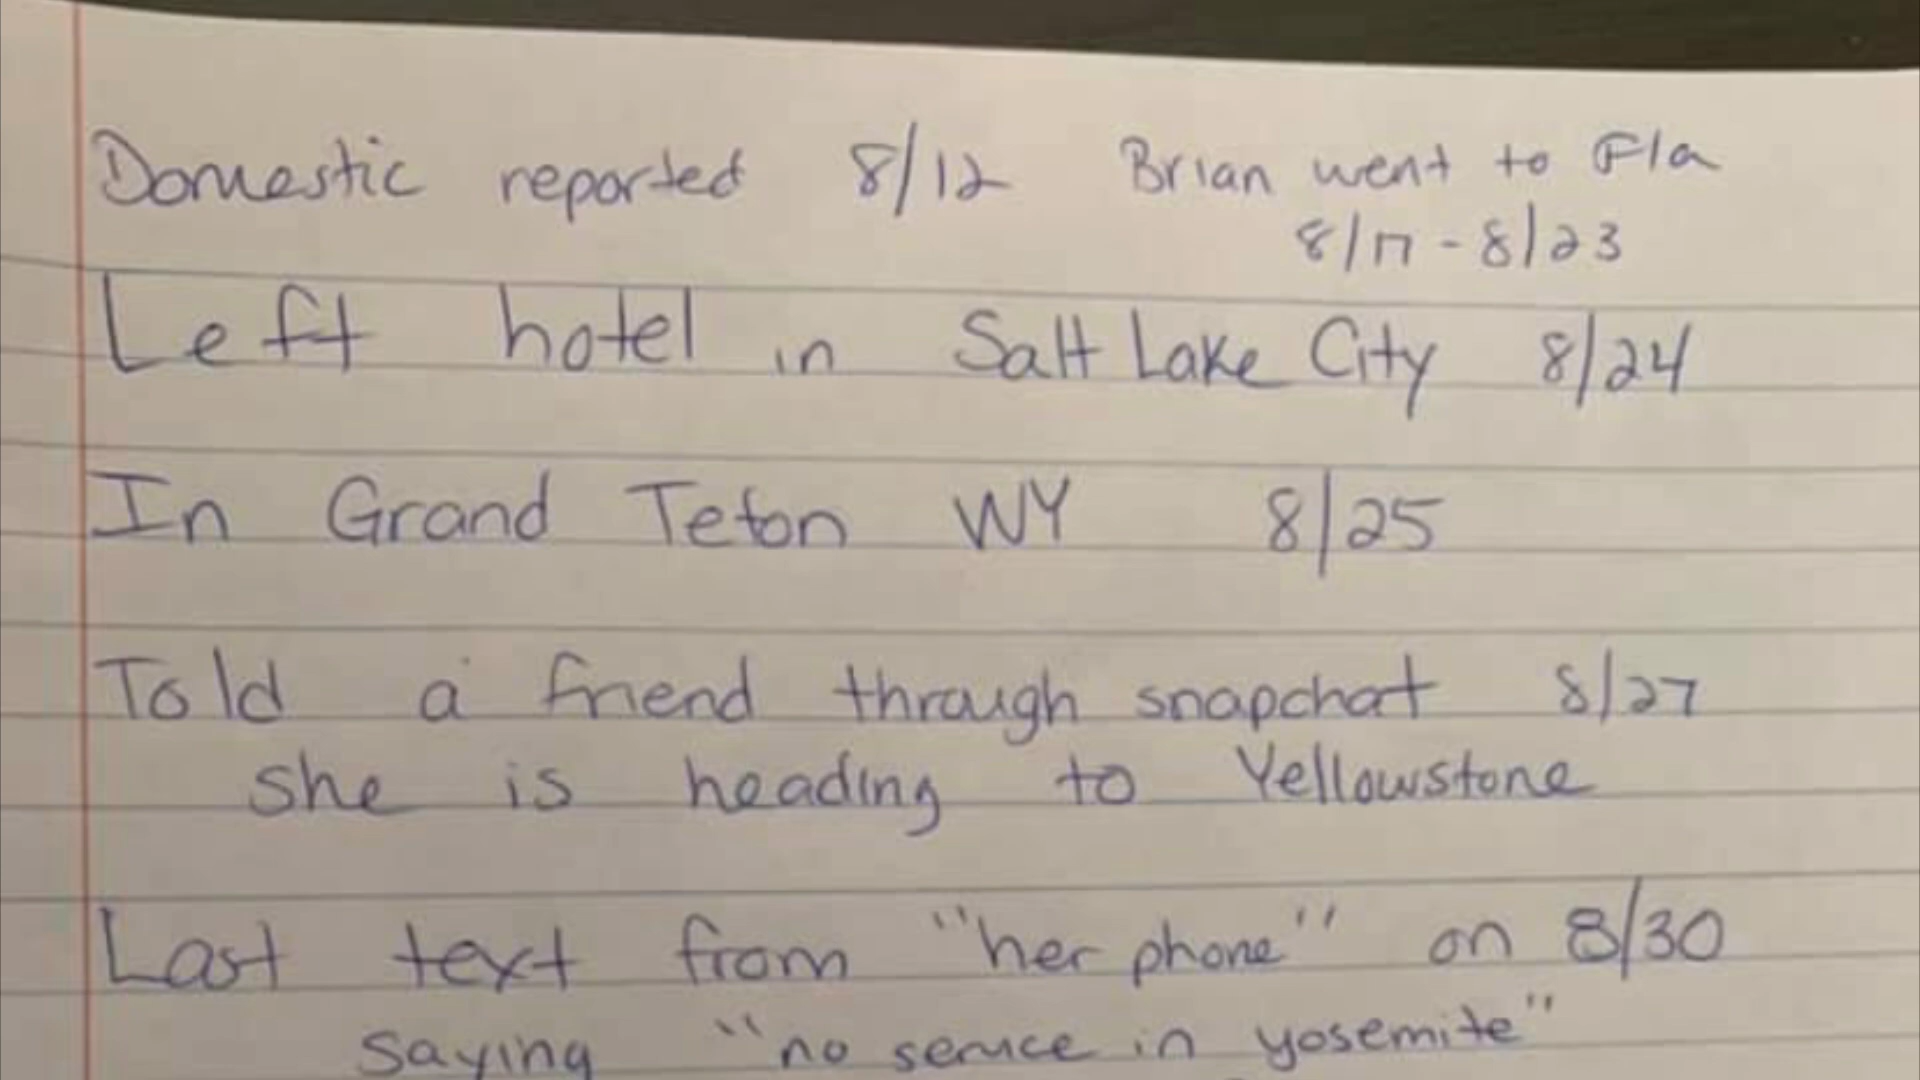 Domestic reported 8/12 Brian went to Fla
8/17 - 8/23
Left hotel in Salt Lake City 8/24
In Grand Teton WY 8/25
Told a friend through snapchat 8/27
she is heading to Yellowstone
Last text from "her phone" on 8/30
saying "no service in yosemite"